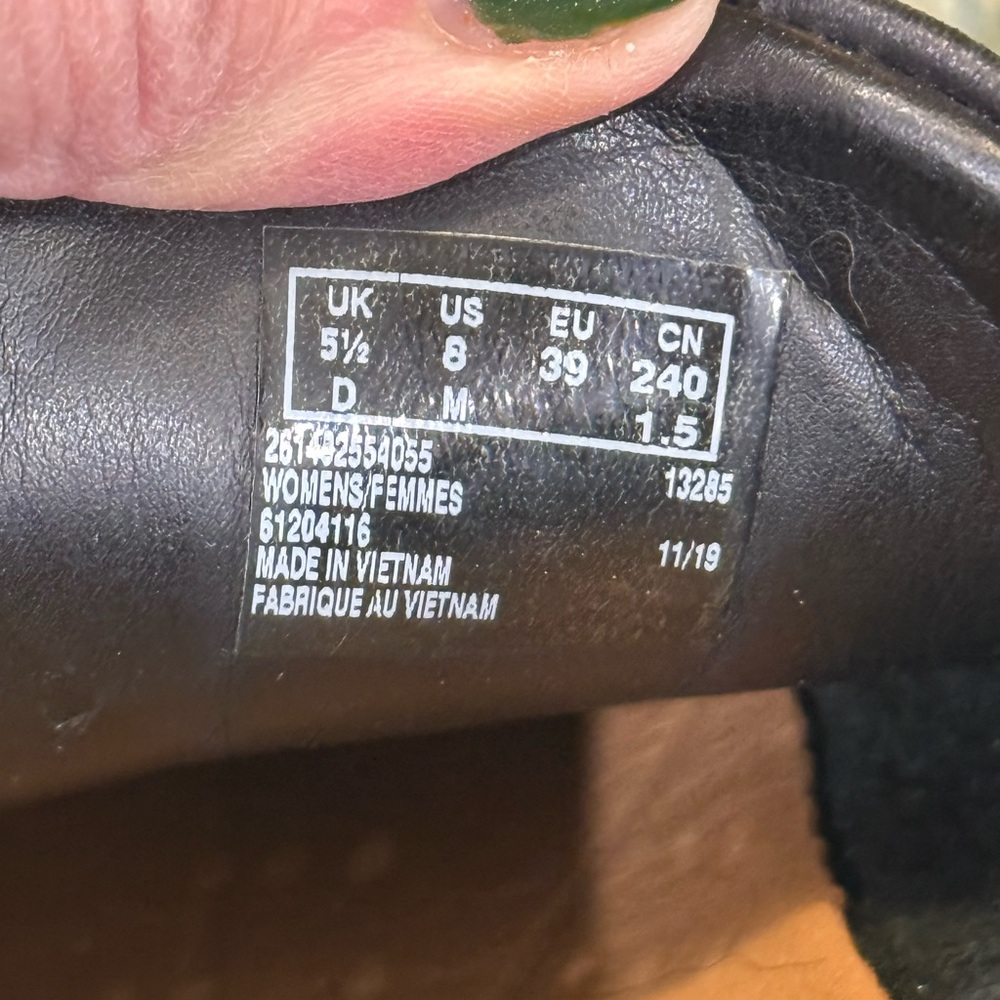 UK US EU CN
5½ 8 39 240
D M 1.5
WOMENS/FEMMES 13285
61204116
MADE IN VIETNAM 11/19
FABRIQUE AU VIETNAM